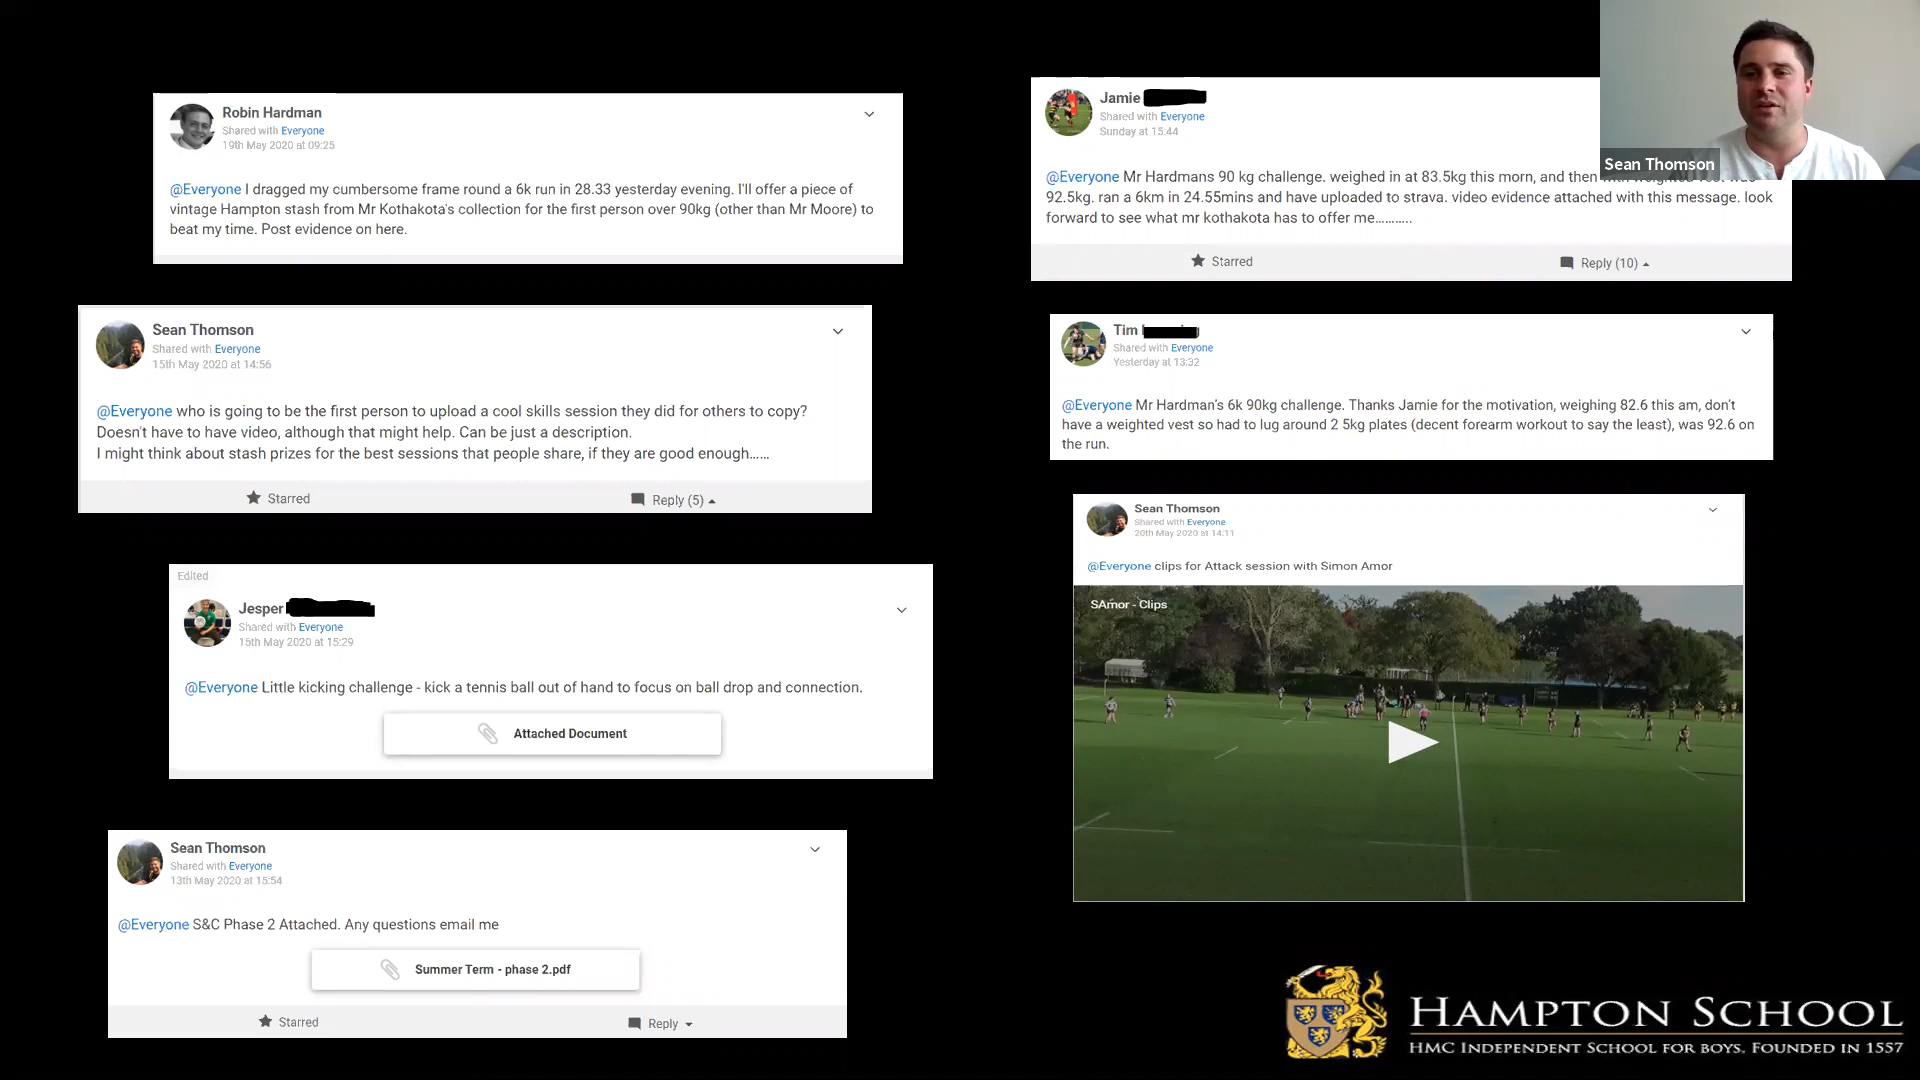 Robin Hardman
Shared with Everyone
19th May 2020 at 09:25
@Everyone I dragged my cumbersome frame round a 6k run in 28.33 yesterday evening. I'll offer a piece of
vintage Hampton stash from Mr Kothakota's collection for the first person over 90kg (other than Mr Moore) to
beat my time. Post evidence on here.
Sean Thomson
Shared with Everyone
15th May 2020 at 14:56
@Everyone who is going to be the first person to upload a cool skills session they did for others to copy?
Doesn't have to have video, although that might help. Can be just a description.
I might think about stash prizes for the best sessions that people share, if they are good enough......
Starred
Reply (5)
Edited
Jesper
Shared with Everyone
15th May 2020 at 15:29
@Everyone Little kicking challenge - kick a tennis ball out of hand to focus on ball drop and connection.
Attached Document
Sean Thomson
Shared with Everyone
13th May 2020 at 15:54
@Everyone S&C Phase 2 Attached. Any questions email me
Summer Term - phase 2.pdf
Starred
Reply
Jamie
Shared with Everyone
Sunday at 15:44
@Everyone Mr Hardmans 90 kg challenge. weighed in at 83.5kg this morn, and then
92.5kg. ran a 6km in 24.55mins and have uploaded to strava. video evidence attached with this message. look
forward to see what mr kothakota has to offer me...........
Starred
Reply (10)
Tim
Shared with Everyone
Yesterday at 13:32
@Everyone Mr Hardman's 6k 90kg challenge. Thanks Jamie for the motivation, weighing 82.6 this am, don't
have a weighted vest so had to lug around 2 5kg plates (decent forearm workout to say the least), was 92.6 on
the run.
Sean Thomson
Shared with Everyone
20th May 2020 at 14:11
@Everyone clips for Attack session with Simon Amor
SAmor - Clips
Sean Thomson
HAMPTON SCHOOL
HMC INDEPENDENT SCHOOL FOR BOYS. FOUNDED IN 1557